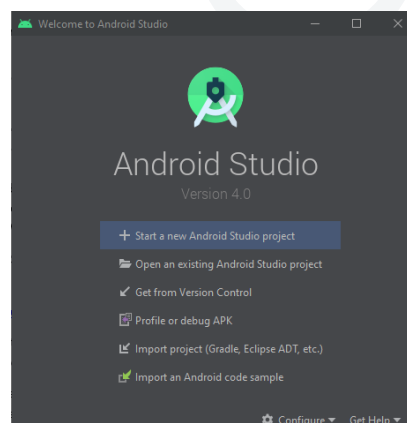 Welcome to Android Studio
Android Studio
Version 4.0
Start a new Android Studio project
Open an existing Android Studio project
Get from Version Control
Profile or debug APK
Import project (Gradle, Eclipse ADT, etc.)
Import an Android code sample
Configure Get Help